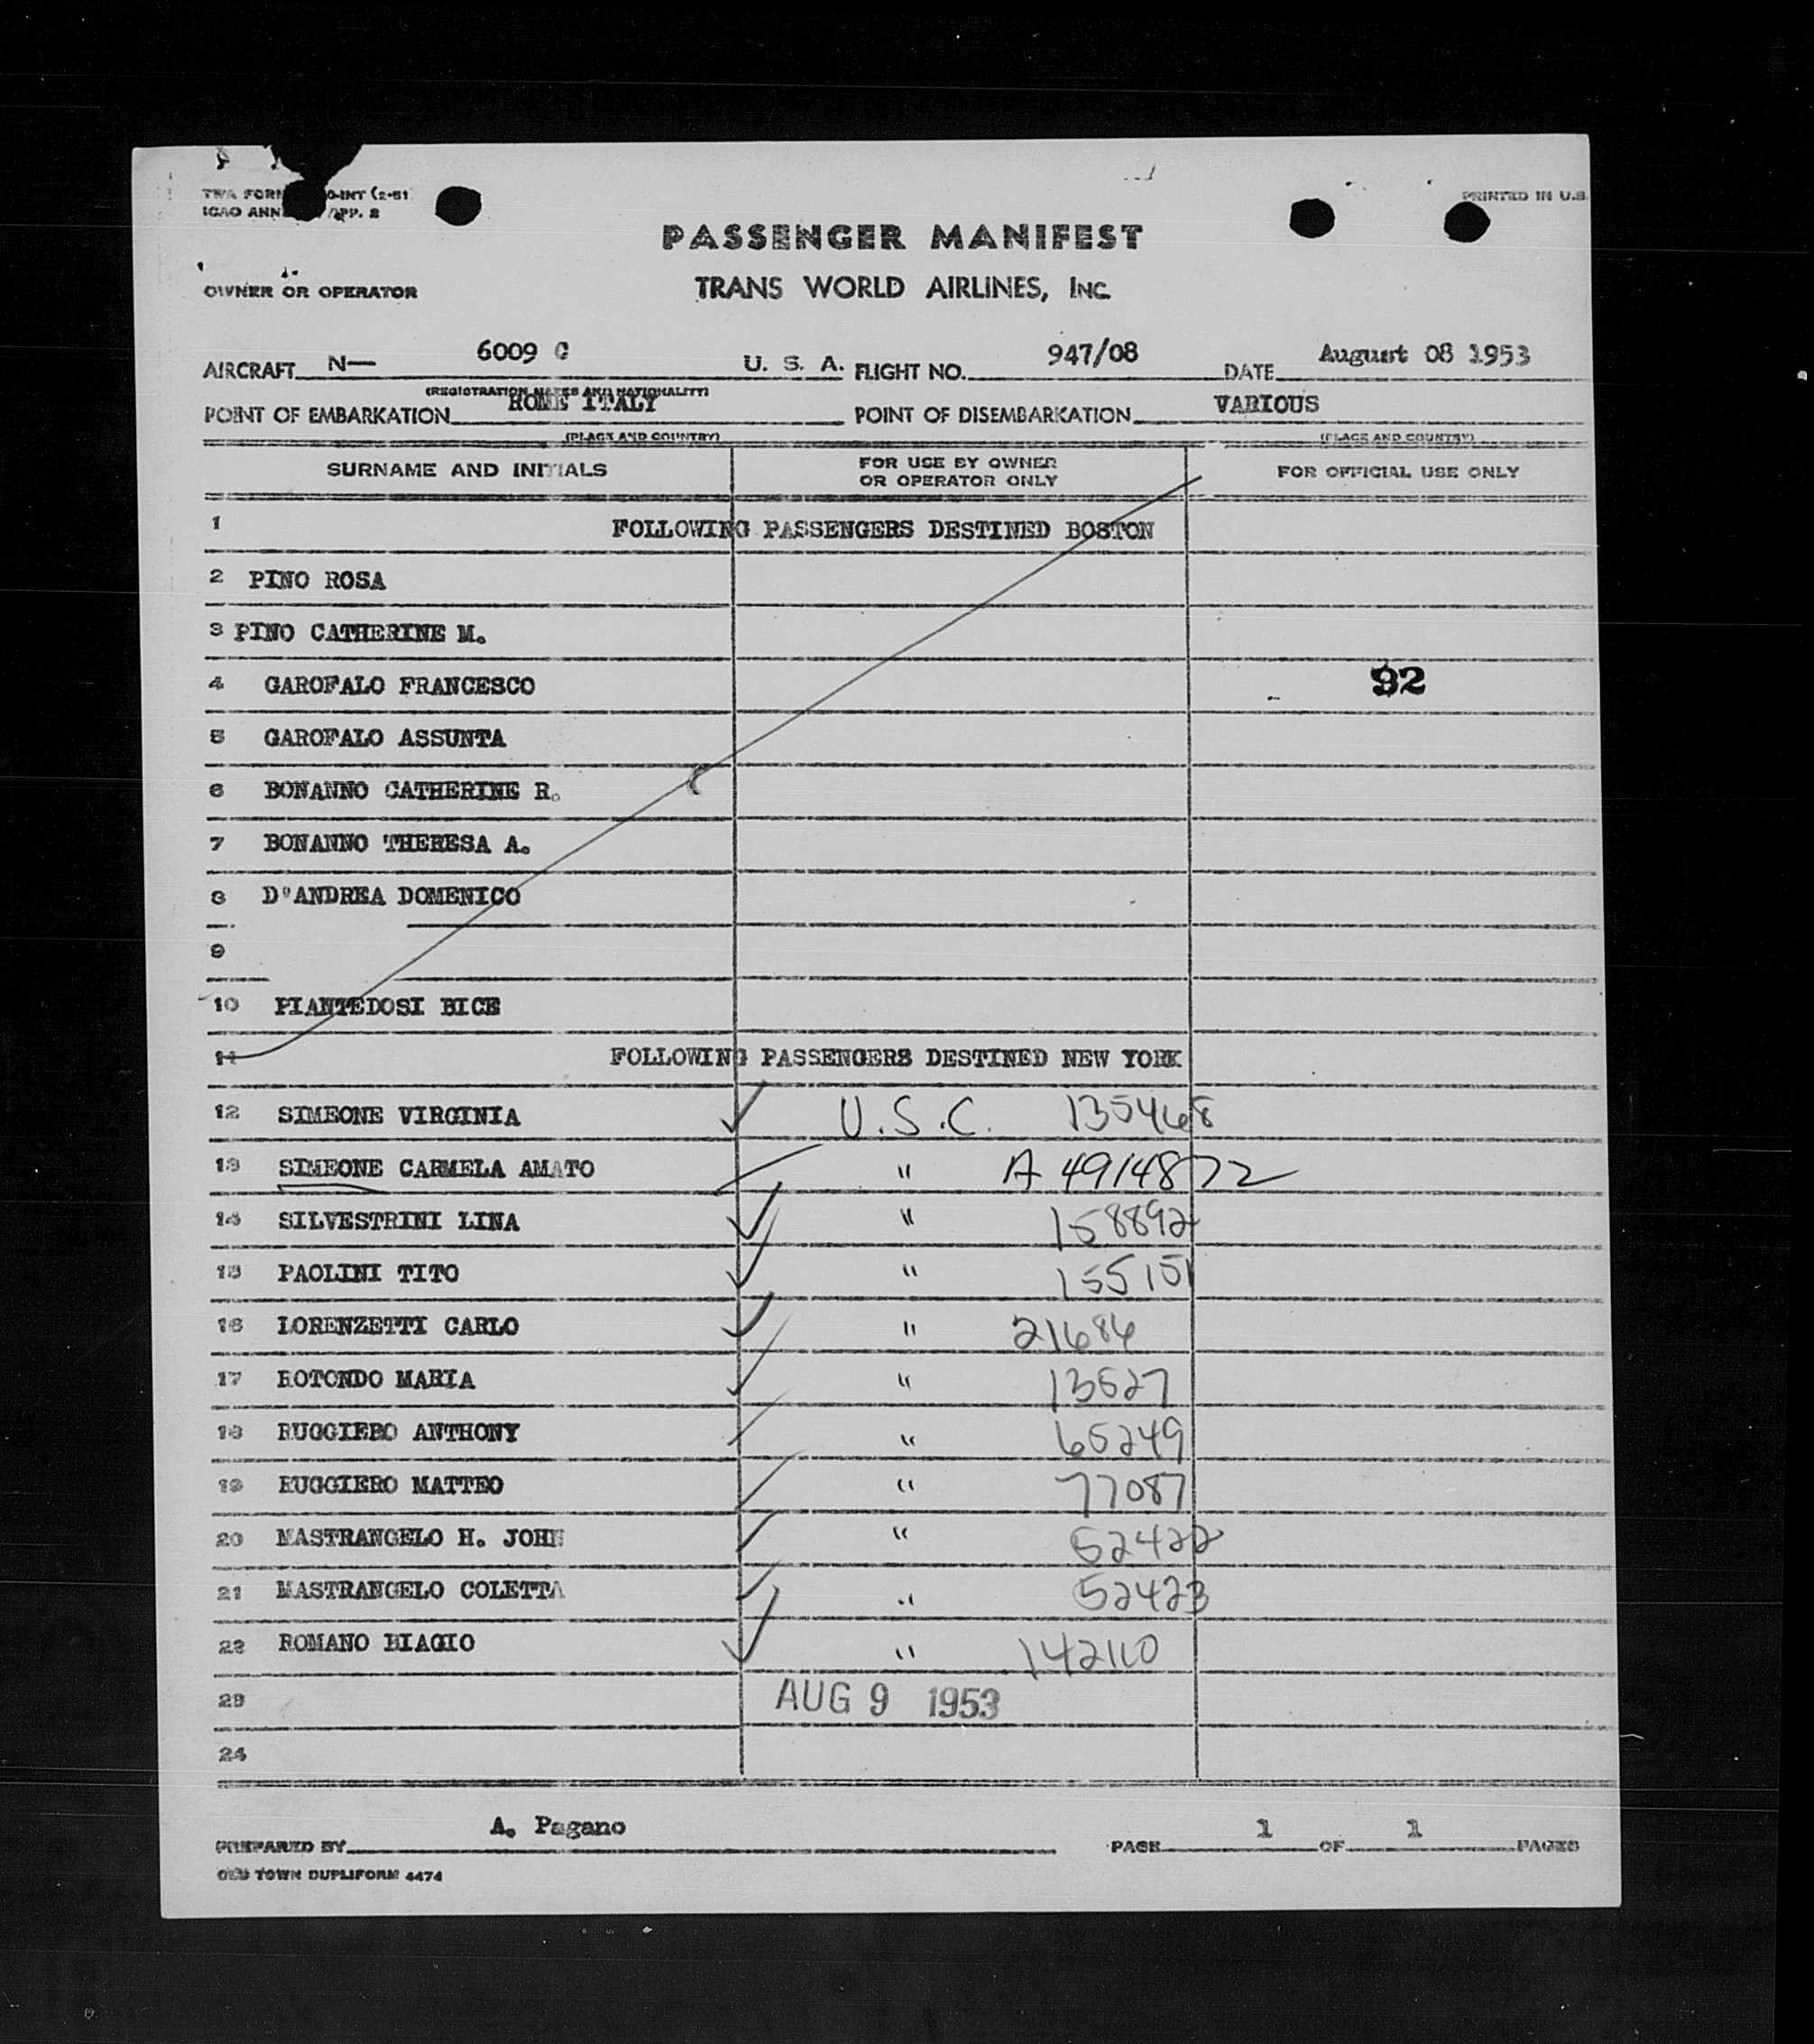 PRINTED IN U.S.
PASSENGER MANIFEST
OWNER OR OPERATOR TRANS WORLD AIRLINES, INC.
AIRCRAFT N— 6009 C U. S. A. FLIGHT NO. 947/08 DATE August 08 1953
(REGISTRATION MARKS AND NATIONALITY)
POINT OF EMBARKATION ROME ITALY POINT OF DISEMBARKATION VARIOUS
(PLACE AND COUNTRY) (PLACE AND COUNTRY)
SURNAME AND INITIALS FOR USE BY OWNER OR OPERATOR ONLY FOR OFFICIAL USE ONLY
1 FOLLOWING PASSENGERS DESTINED BOSTON
2 PINO ROSA
3 PINO CATHERINE M.
4 GAROFALO FRANCESCO 92
5 GAROFALO ASSUNTA
6 BONANNO CATHERINE R.
7 BONANNO THERESA A.
8 D'ANDREA DOMENICO
9
10 PIANTEDOSI BICE
11 FOLLOWING PASSENGERS DESTINED NEW YORK
12 SIMEONE VIRGINIA U.S.C. 135468
13 SIMEONE CARMELA AMATO " A 4914872
14 SILVESTRINI LINA " 158892
15 PAOLINI TITO " 155151
16 LORENZETTI CARLO " 21686
17 ROTONDO MARIA " 13527
18 RUGGIERO ANTHONY " 65249
19 RUGGIERO MATTEO " 77087
20 MASTRANGELO H. JOHN " 52422
21 MASTRANGELO COLETTA " 52423
22 ROMANO BIAGIO " 142110
23 AUG 9 1953
24
PREPARED BY A. Pagano PAGE 1 OF 1 PAGES
OLD TOWN DUPLIFORM 4474